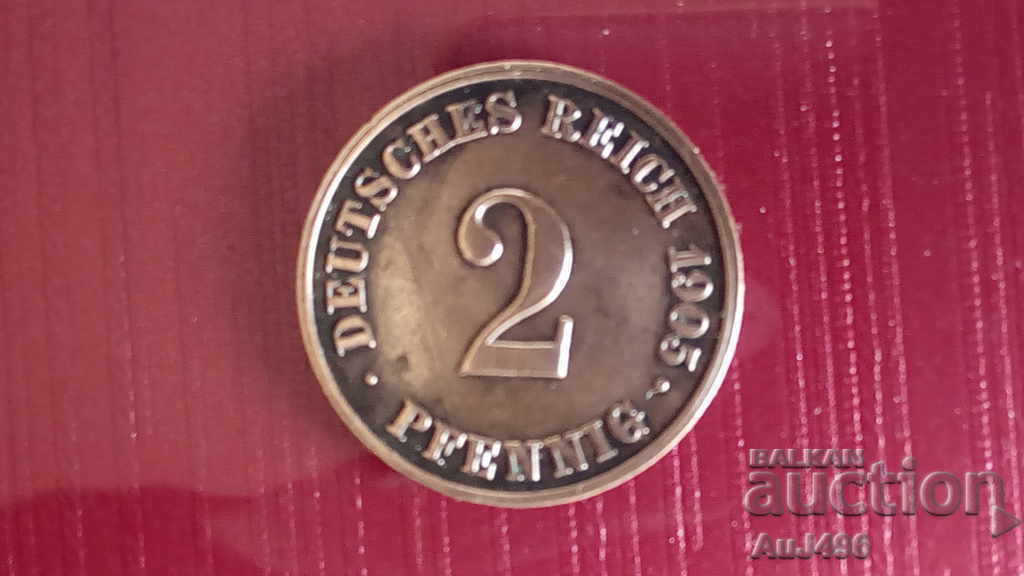 DEUTSCHES REICH 1905
2
PFENNIG
BALKAN
auction
AuJ496